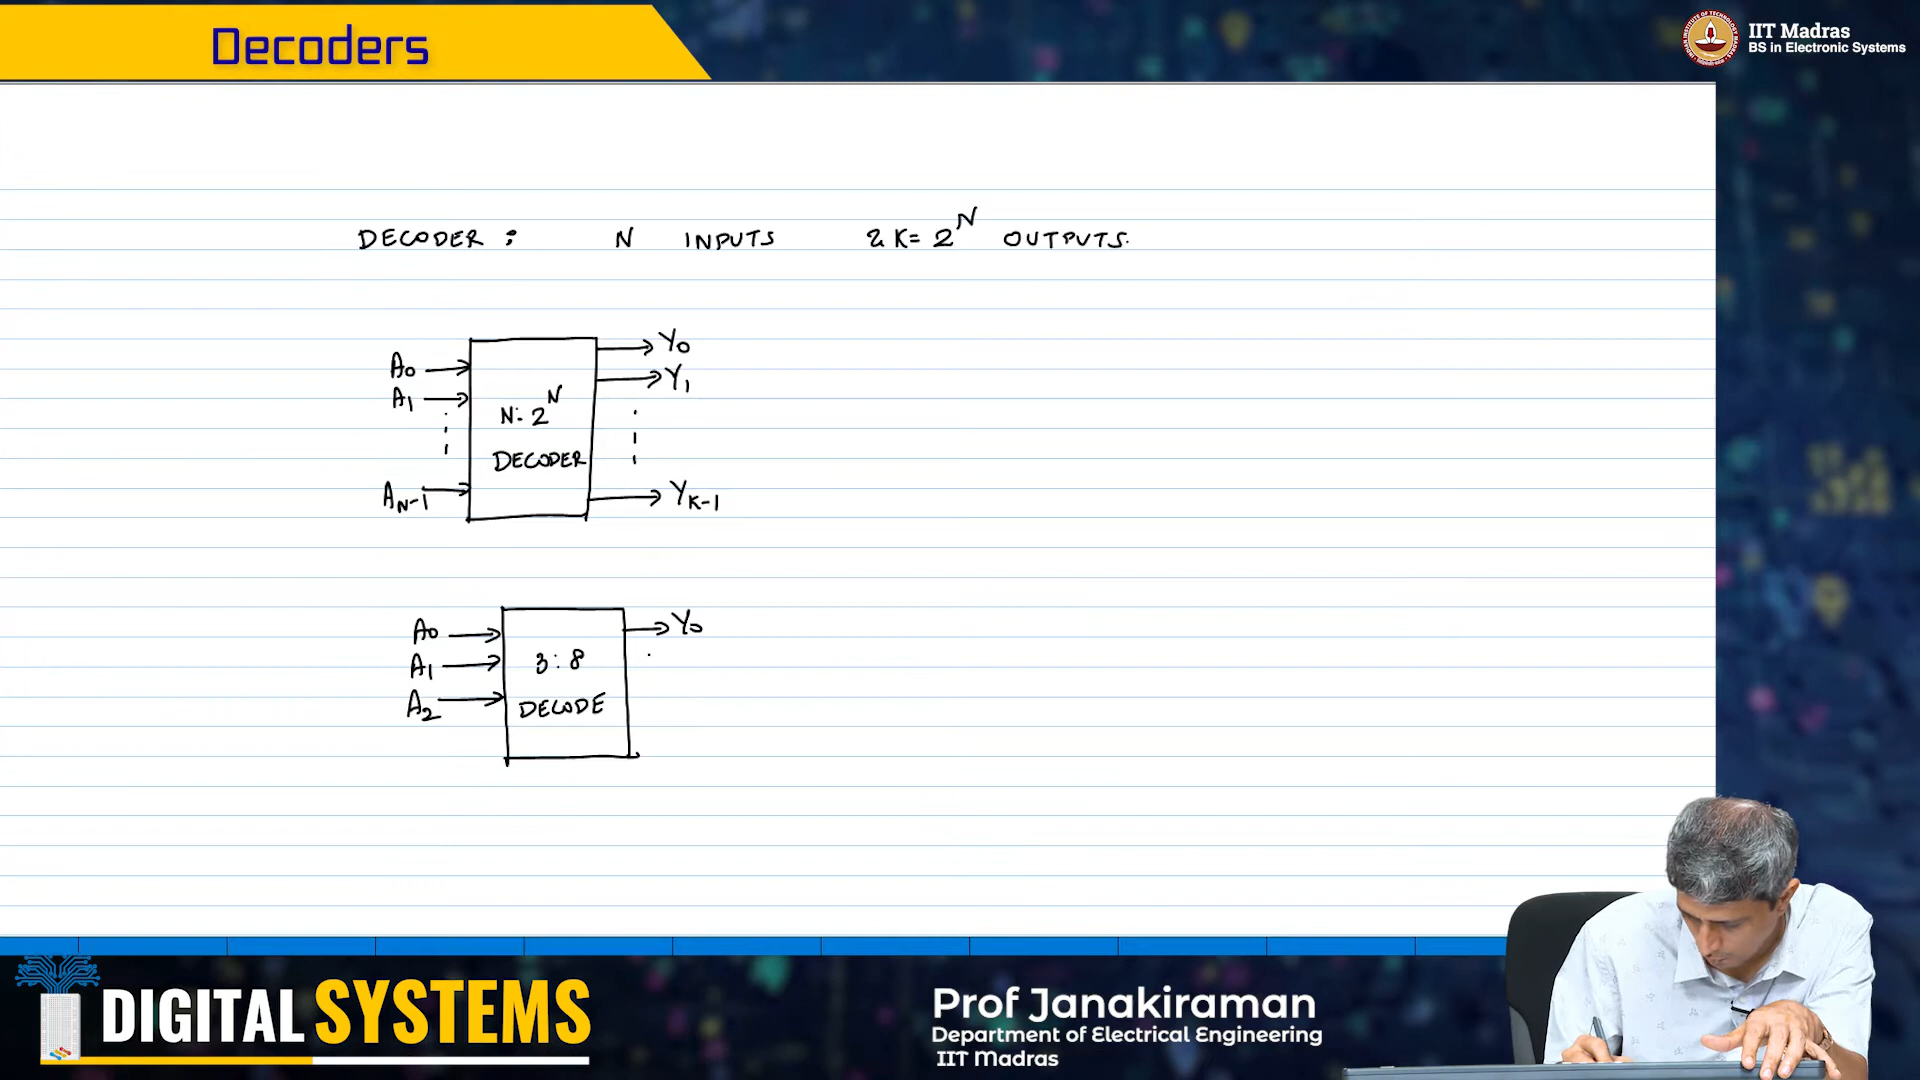 Decoders
IIT Madras
BS in Electronic Systems
DECODER : N INPUTS & K = 2^N OUTPUTS.
A0
A1
AN-1
N: 2^N
DECODER
Y0
Y1
YK-1
A0
A1
A2
3:8
DECODE
Y0
DIGITAL SYSTEMS
Prof Janakiraman
Department of Electrical Engineering
IIT Madras